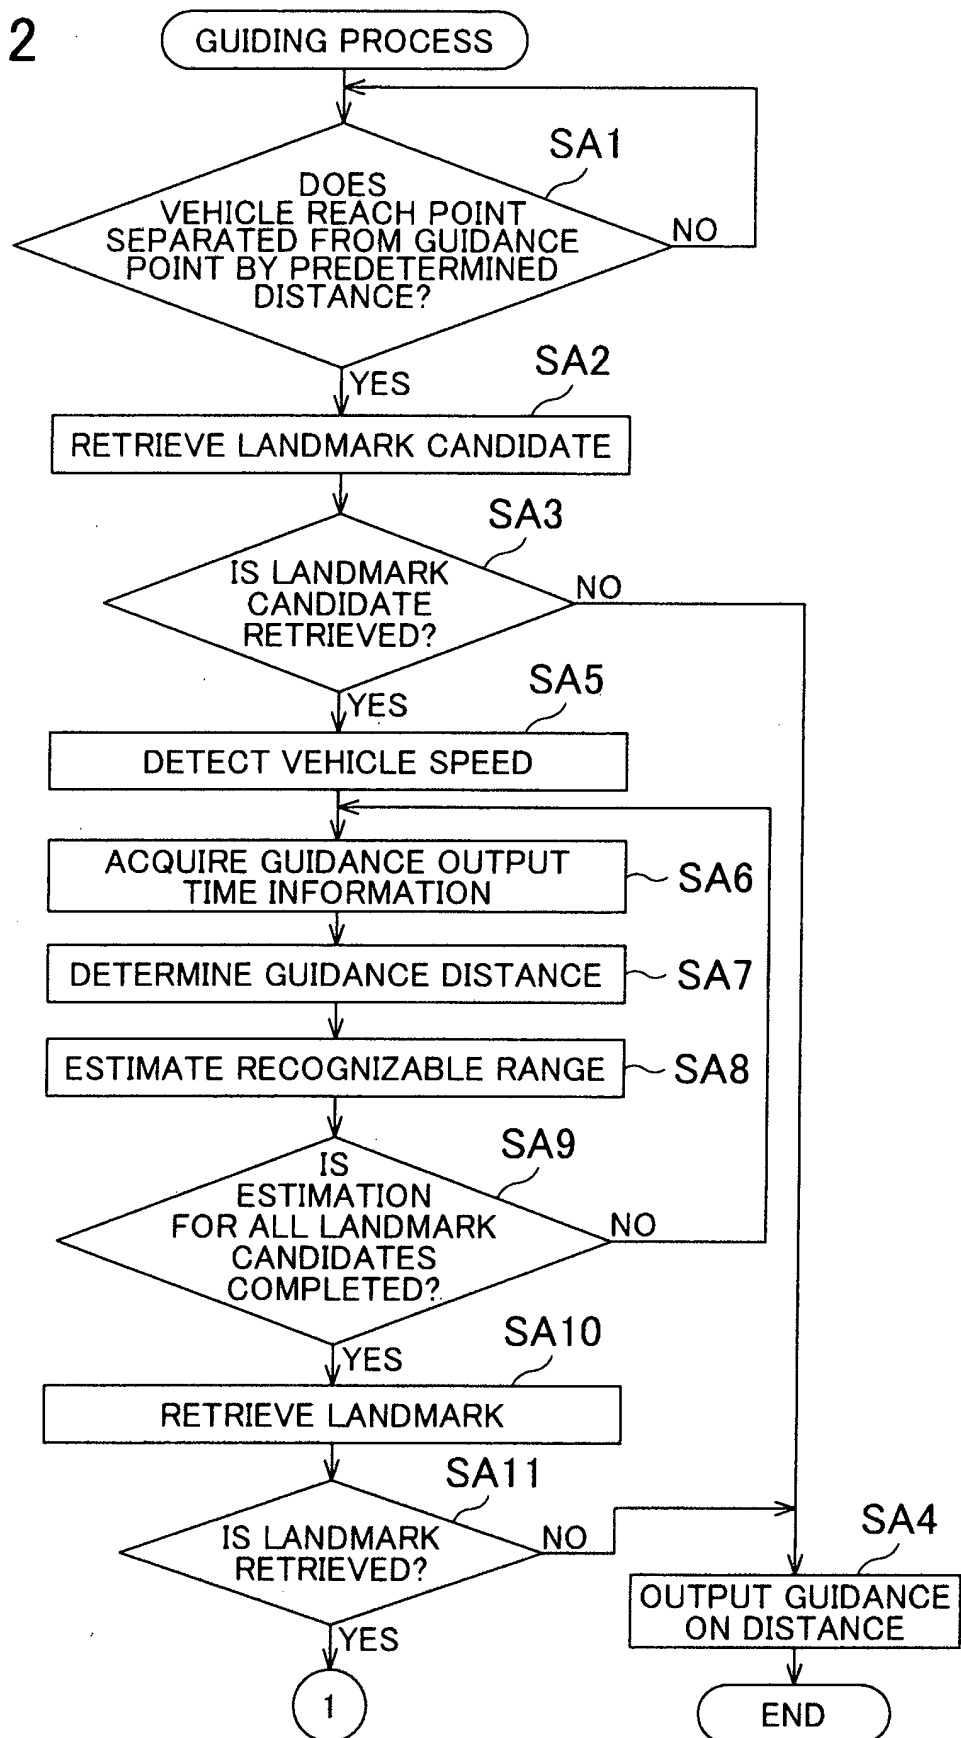 2
GUIDING PROCESS
SA1
DOES
VEHICLE REACH POINT
SEPARATED FROM GUIDANCE
POINT BY PREDETERMINED
DISTANCE?
NO
YES
SA2
RETRIEVE LANDMARK CANDIDATE
SA3
IS LANDMARK
CANDIDATE
RETRIEVED?
NO
YES
SA5
DETECT VEHICLE SPEED
ACQUIRE GUIDANCE OUTPUT
TIME INFORMATION
SA6
DETERMINE GUIDANCE DISTANCE
SA7
ESTIMATE RECOGNIZABLE RANGE
SA8
SA9
IS
ESTIMATION
FOR ALL LANDMARK
CANDIDATES
COMPLETED?
NO
YES
SA10
RETRIEVE LANDMARK
SA11
IS LANDMARK
RETRIEVED?
NO
YES
1
SA4
OUTPUT GUIDANCE
ON DISTANCE
END